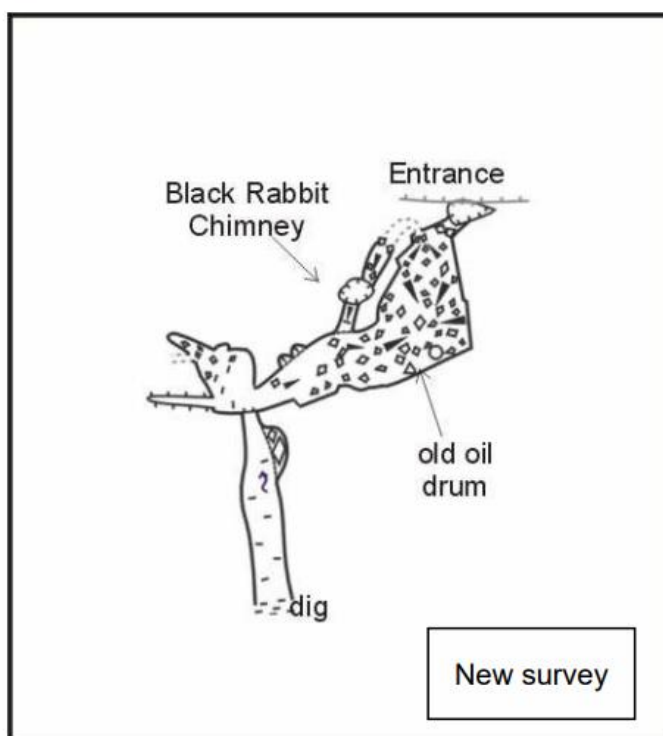 Entrance
Black Rabbit
Chimney
old oil
drum
dig
New survey